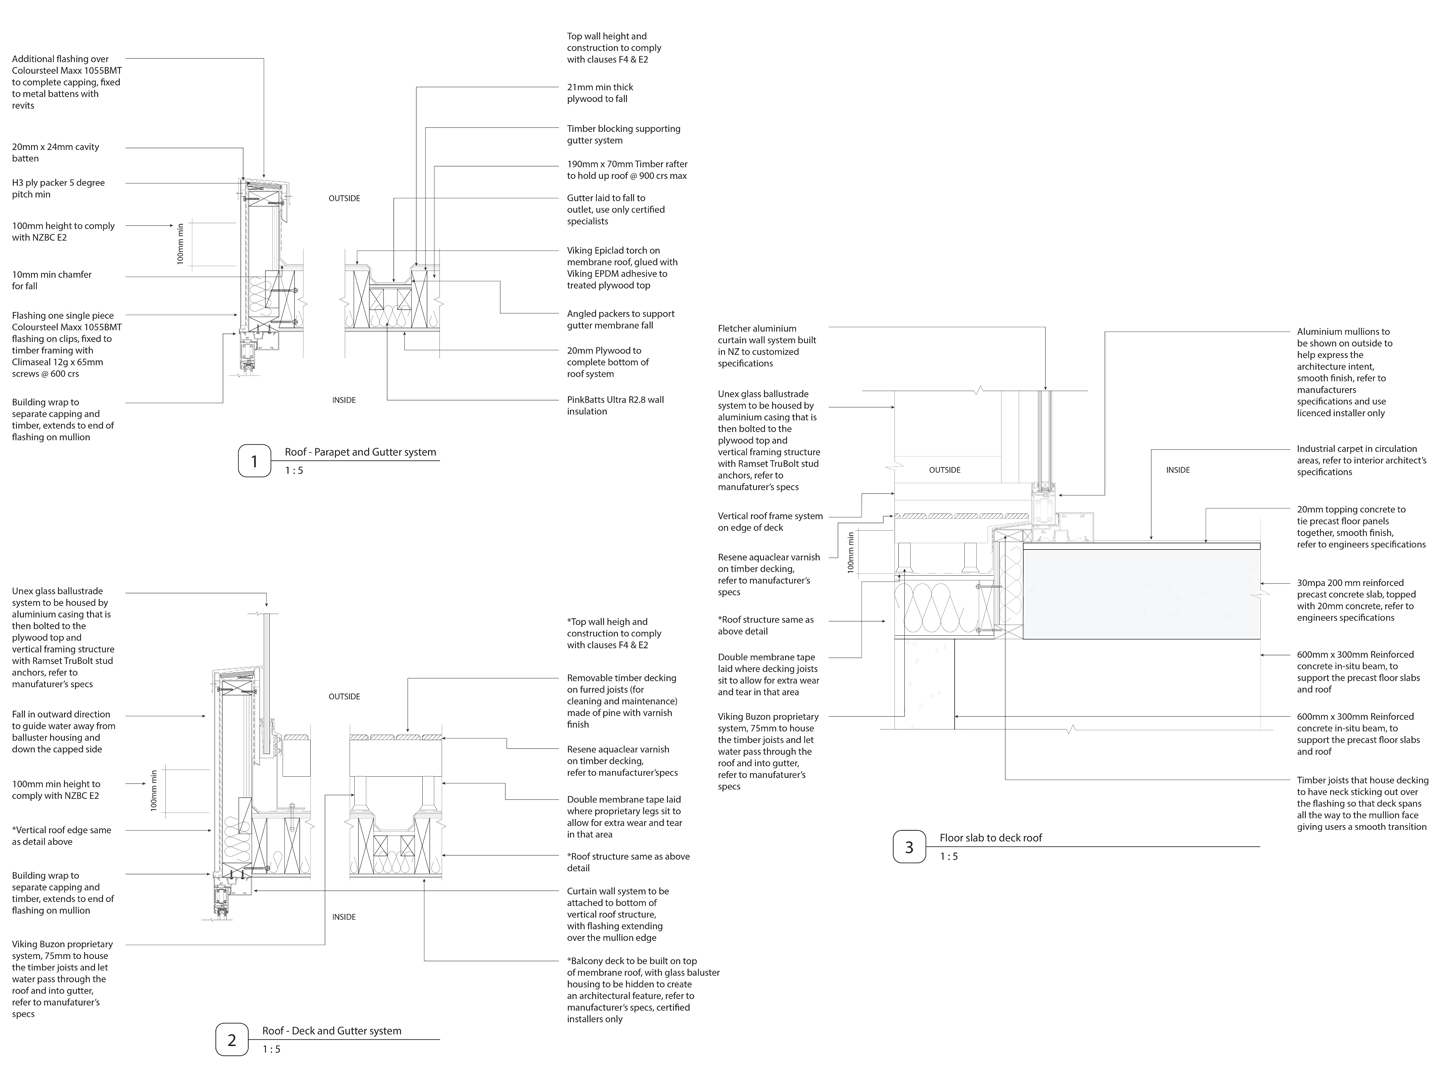 Additional flashing over
Coloursteel Maxx 1055BMT
to complete capping, fixed
to metal battens with
revits
20mm x 24mm cavity
batten
H3 ply packer 5 degree
pitch min
100mm height to comply
with NZBC E2
100mm min
10mm min chamfer
for fall
Flashing one single piece
Coloursteel Maxx 1055BMT
flashing on clips, fixed to
timber framing with
Climaseal 12g x 65mm
screws @ 600 crs
Building wrap to
separate capping and
timber, extends to end of
flashing on mullion
OUTSIDE
INSIDE
Top wall height and
construction to comply
with clauses F4 & E2
21mm min thick
plywood to fall
Timber blocking supporting
gutter system
190mm x 70mm Timber rafter
to hold up roof @ 900 crs max
Gutter laid to fall to
outlet, use only certified
specialists
Viking Epiclad torch on
membrane roof, glued with
Viking EPDM adhesive to
treated plywood top
Angled packers to support
gutter membrane fall
20mm Plywood to
complete bottom of
roof system
PinkBatts Ultra R2.8 wall
insulation
1
Roof - Parapet and Gutter system
1 : 5
Unex glass ballustrade
system to be housed by
aluminium casing that is
then bolted to the
plywood top and
vertical framing structure
with Ramset TruBolt stud
anchors, refer to
manufaturer's specs
Fall in outward direction
to guide water away from
balluster housing and
down the capped side
100mm min height to
comply with NZBC E2
100mm min
*Vertical roof edge same
as detail above
Building wrap to
separate capping and
timber, extends to end of
flashing on mullion
Viking Buzon proprietary
system, 75mm to house
the timber joists and let
water pass through the
roof and into gutter,
refer to manufaturer's
specs
OUTSIDE
INSIDE
*Top wall heigh and
construction to comply
with clauses F4 & E2
Removable timber decking
on furred joists (for
cleaning and maintenance)
made of pine with varnish
finish
Resene aquaclear varnish
on timber decking,
refer to manufacturer'specs
Double membrane tape laid
where proprietary legs sit to
allow for extra wear and tear
in that area
*Roof structure same as above
detail
Curtain wall system to be
attached to bottom of
vertical roof structure,
with flashing extending
over the mullion edge
*Balcony deck to be built on top
of membrane roof, with glass baluster
housing to be hidden to create
an architectural feature, refer to
manufacturer's specs, certified
installers only
2
Roof - Deck and Gutter system
1 : 5
Fletcher aluminium
curtain wall system built
in NZ to customized
specifications
Unex glass ballustrade
system to be housed by
aluminium casing that is
then bolted to the
plywood top and
vertical framing structure
with Ramset TruBolt stud
anchors, refer to
manufaturer's specs
Vertical roof frame system
on edge of deck
Resene aquaclear varnish
on timber decking,
refer to manufacturer's
specs
100mm min
*Roof structure same as
above detail
Double membrane tape
laid where decking joists
sit to allow for extra wear
and tear in that area
Viking Buzon proprietary
system, 75mm to house
the timber joists and let
water pass through the
roof and into gutter,
refer to manufaturer's
specs
OUTSIDE
INSIDE
Aluminium mullions to
be shown on outside to
help express the
architecture intent,
smooth finish, refer to
manufacturers
specifications and use
licenced installer only
Industrial carpet in circulation
areas, refer to interior architect's
specifications
20mm topping concrete to
tie precast floor panels
together, smooth finish,
refer to engineers specifications
30mpa 200 mm reinforced
precast concrete slab, topped
with 20mm concrete, refer to
engineers specifications
600mm x 300mm Reinforced
concrete in-situ beam, to
support the precast floor slabs
and roof
600mm x 300mm Reinforced
concrete in-situ beam, to
support the precast floor slabs
and roof
Timber joists that house decking
to have neck sticking out over
the flashing so that deck spans
all the way to the mullion face
giving users a smooth transition
3
Floor slab to deck roof
1 : 5